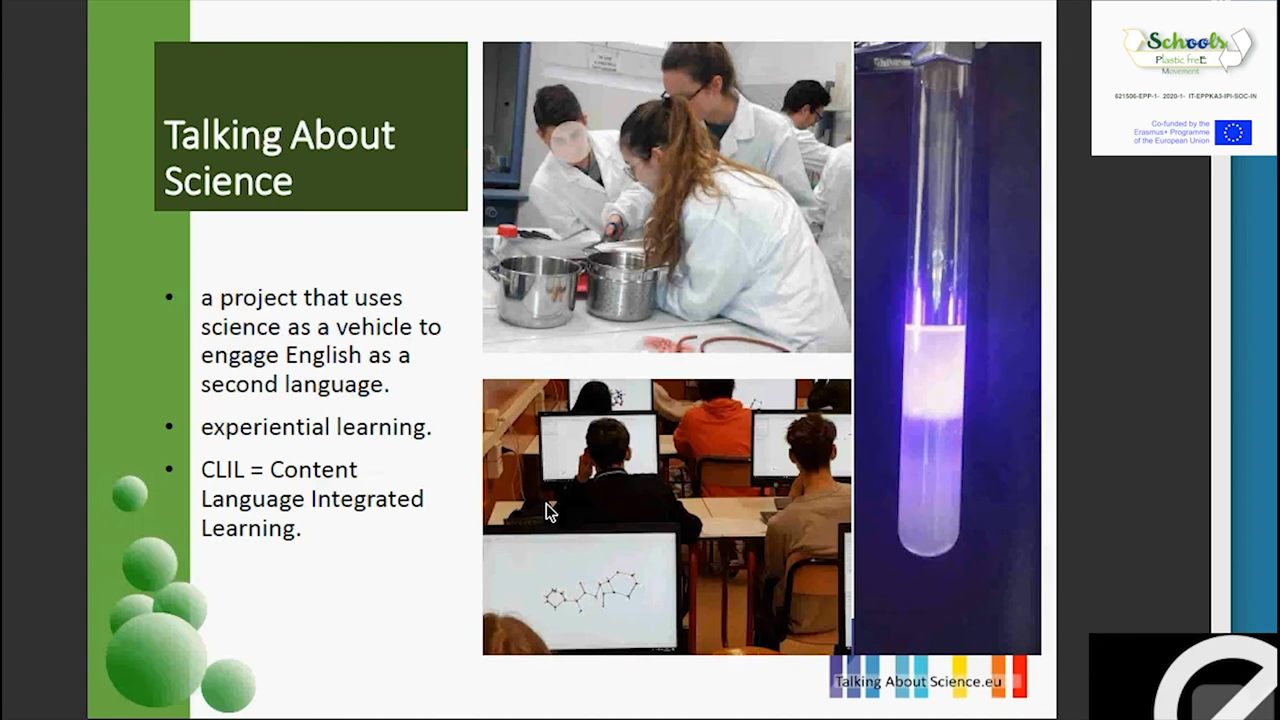 Talking About
Science
• a project that uses
science as a vehicle to
engage English as a
second language.
• experiential learning.
• CLIL = Content
Language Integrated
Learning.
Talking About Science.eu
Schools
Plastic freE
Movement
621506-EPP-1- 2020-1- IT-EPPKA3-IPI-SOC-IN
Co-funded by the
Erasmus+ Programme
of the European Union